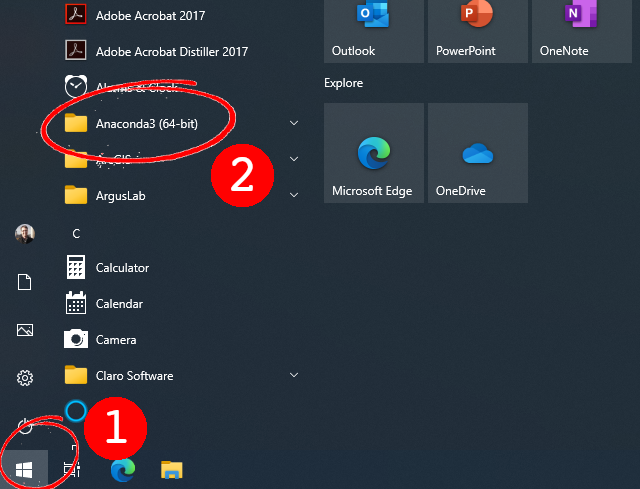 Adobe Acrobat 2017
Adobe Acrobat Distiller 2017
Alarms & Clock
Anaconda3 (64-bit)
ArcGIS
ArgusLab
C
Calculator
Calendar
Camera
Claro Software
Outlook
PowerPoint
OneNote
Explore
Microsoft Edge
OneDrive
2
1